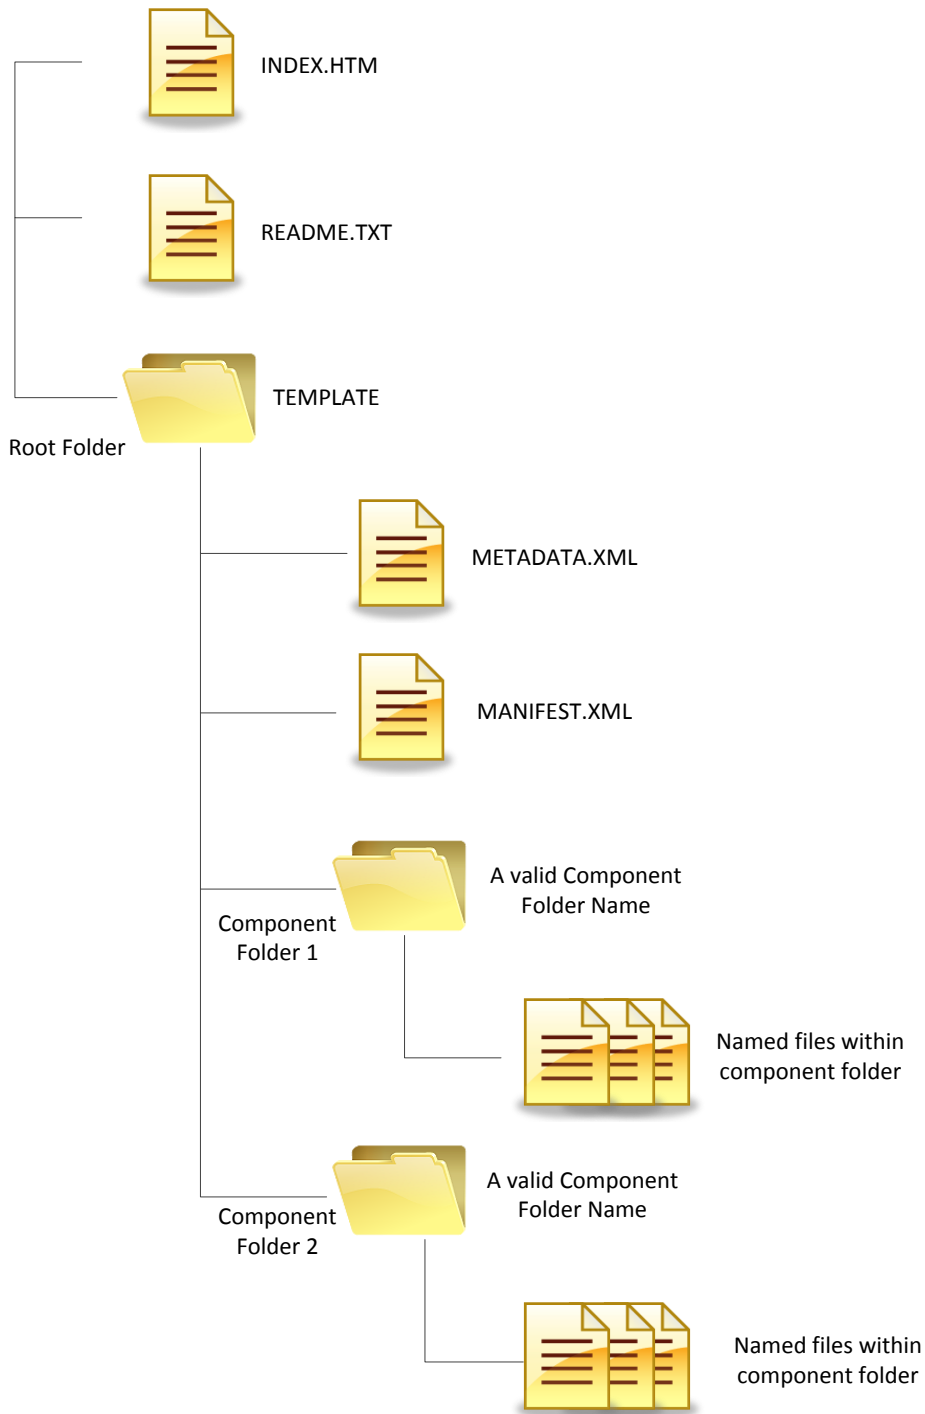 INDEX.HTM
README.TXT
TEMPLATE
Root Folder
METADATA.XML
MANIFEST.XML
A valid Component
Folder Name
Component
Folder 1
Named files within
component folder
A valid Component
Folder Name
Component
Folder 2
Named files within
component folder